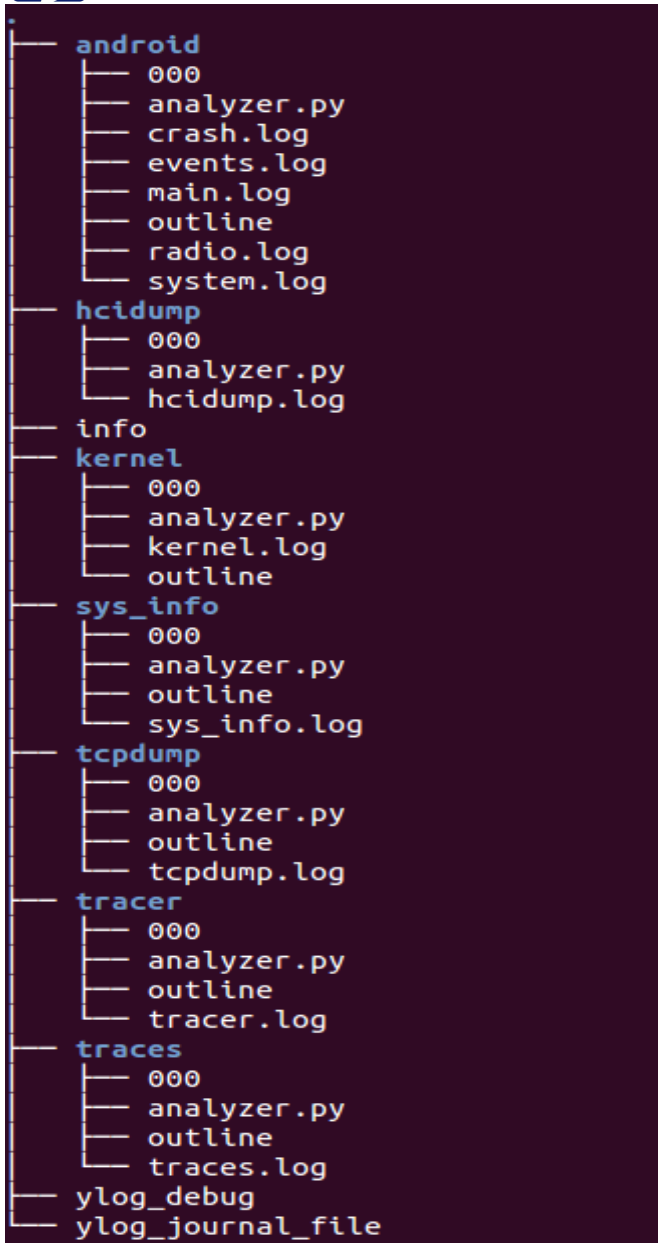 .
├── android
│   ├── 000
│   ├── analyzer.py
│   ├── crash.log
│   ├── events.log
│   ├── main.log
│   ├── outline
│   ├── radio.log
│   └── system.log
├── hcidump
│   ├── 000
│   ├── analyzer.py
│   └── hcidump.log
├── info
├── kernel
│   ├── 000
│   ├── analyzer.py
│   ├── kernel.log
│   └── outline
├── sys_info
│   ├── 000
│   ├── analyzer.py
│   ├── outline
│   └── sys_info.log
├── tcpdump
│   ├── 000
│   ├── analyzer.py
│   ├── outline
│   └── tcpdump.log
├── tracer
│   ├── 000
│   ├── analyzer.py
│   ├── outline
│   └── tracer.log
├── traces
│   ├── 000
│   ├── analyzer.py
│   ├── outline
│   └── traces.log
├── ylog_debug
└── ylog_journal_file